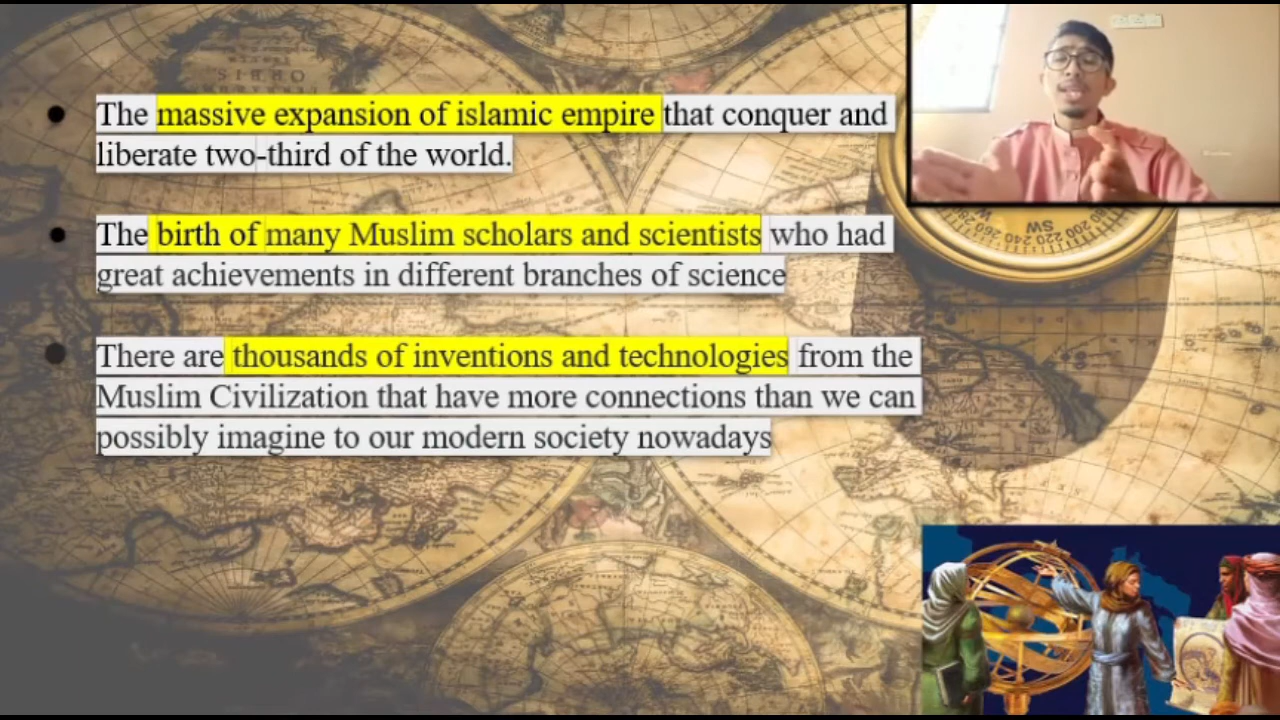 The massive expansion of islamic empire that conquer and
liberate two-third of the world.
The birth of many Muslim scholars and scientists who had
great achievements in different branches of science
There are thousands of inventions and technologies from the
Muslim Civilization that have more connections than we can
possibly imagine to our modern society nowadays
SW